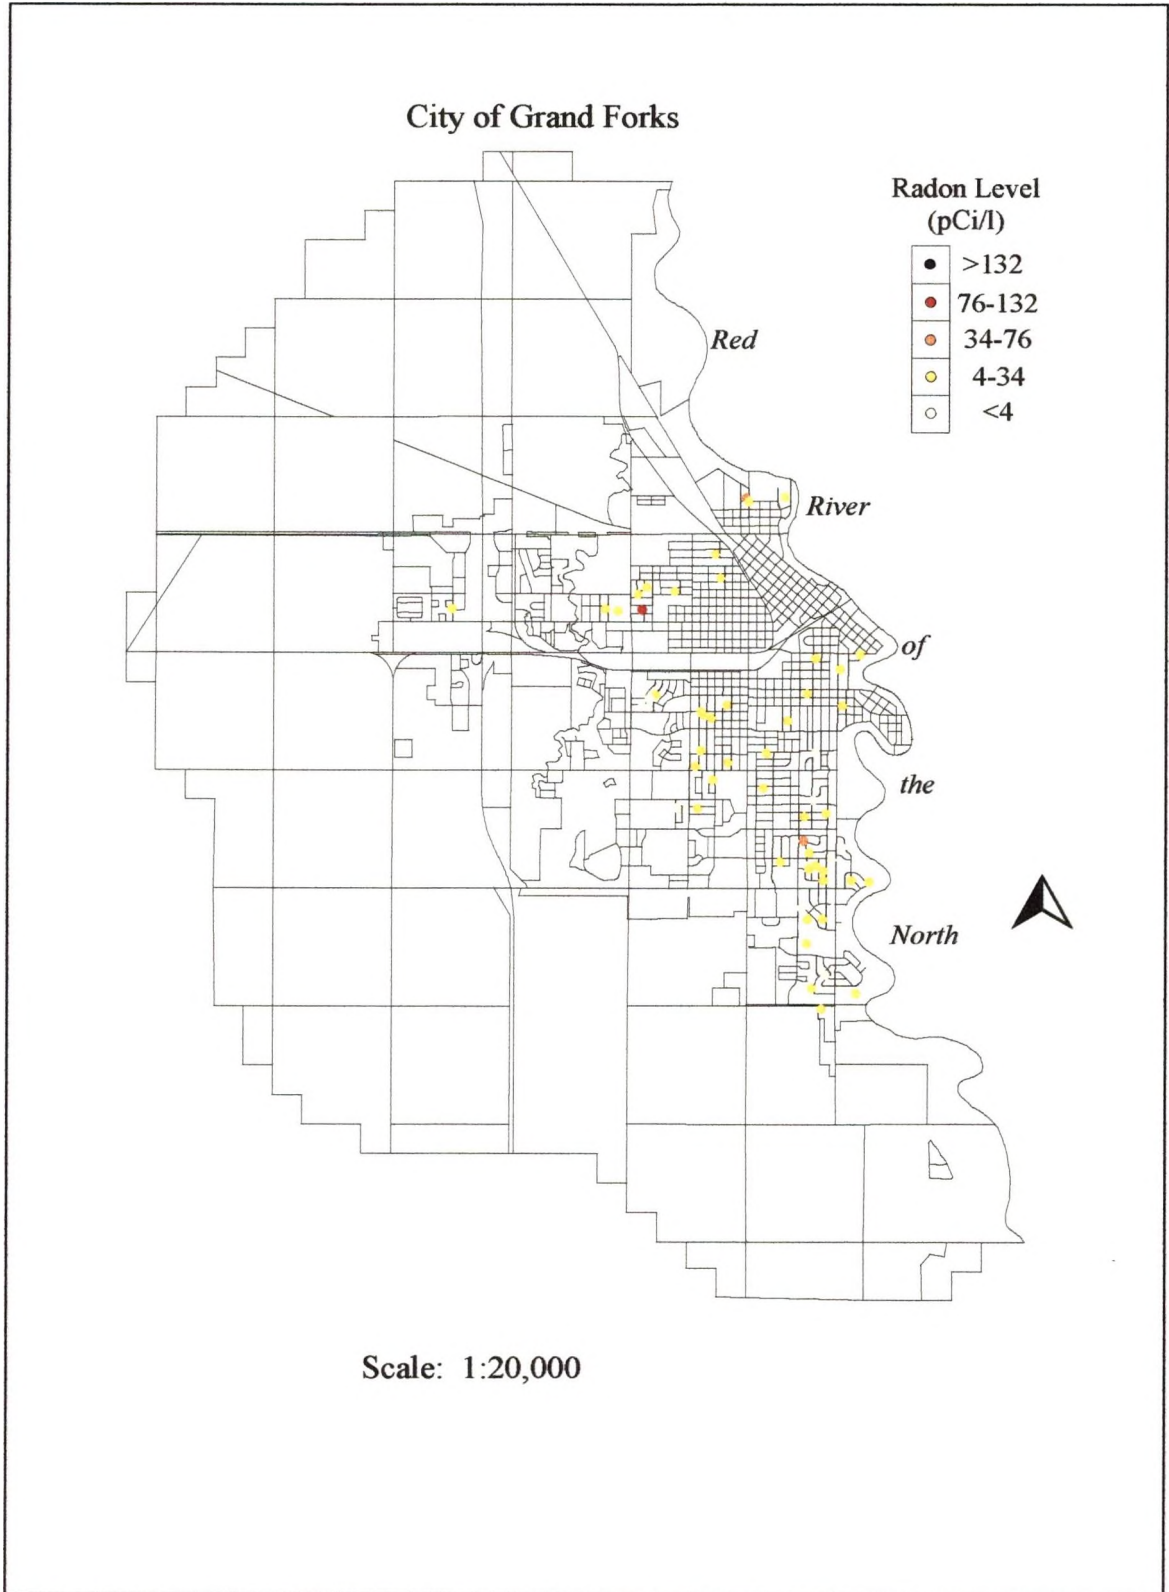 City of Grand Forks
Radon Level
(pCi/l)
>132
76-132
34-76
4-34
<4
Red
River
of
the
North
Scale: 1:20,000